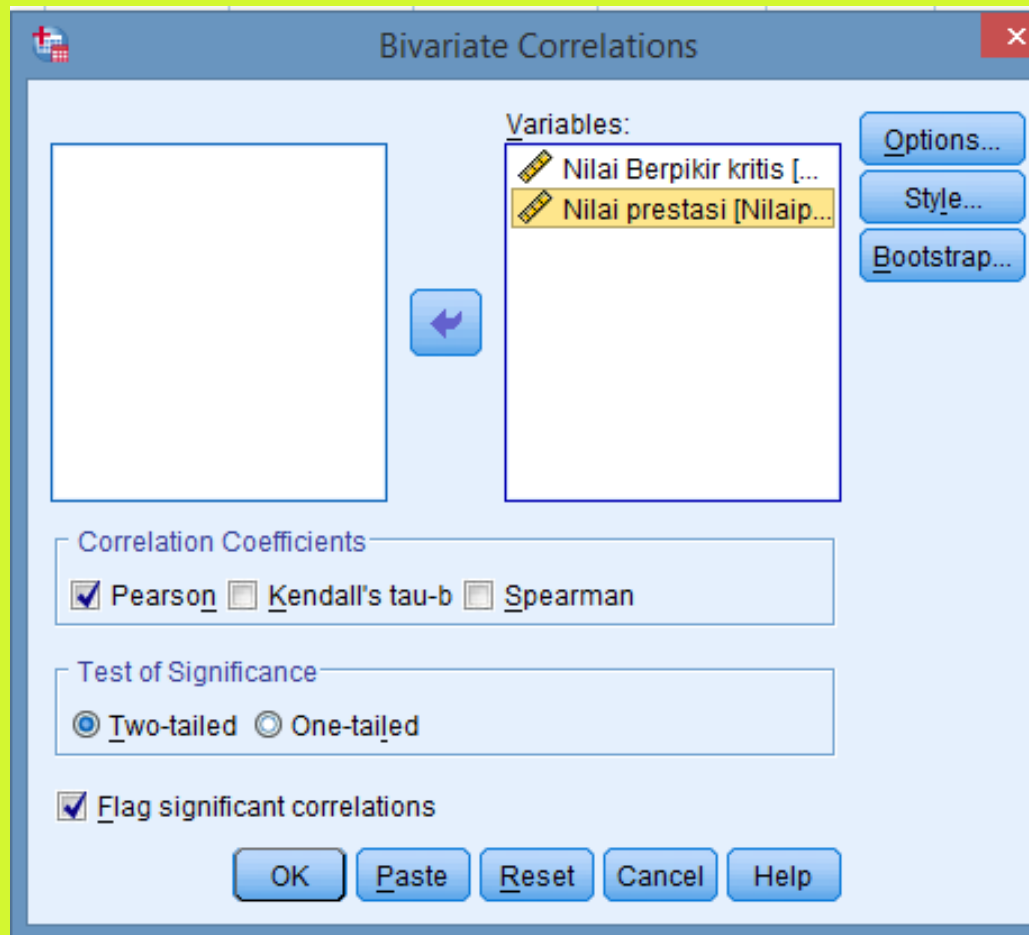 Bivariate Correlations
Variables:
Nilai Berpikir kritis [...
Nilai prestasi [Nilaip...
Options...
Style...
Bootstrap...
Correlation Coefficients
Pearson Kendall's tau-b Spearman
Test of Significance
Two-tailed One-tailed
Flag significant correlations
OK Paste Reset Cancel Help